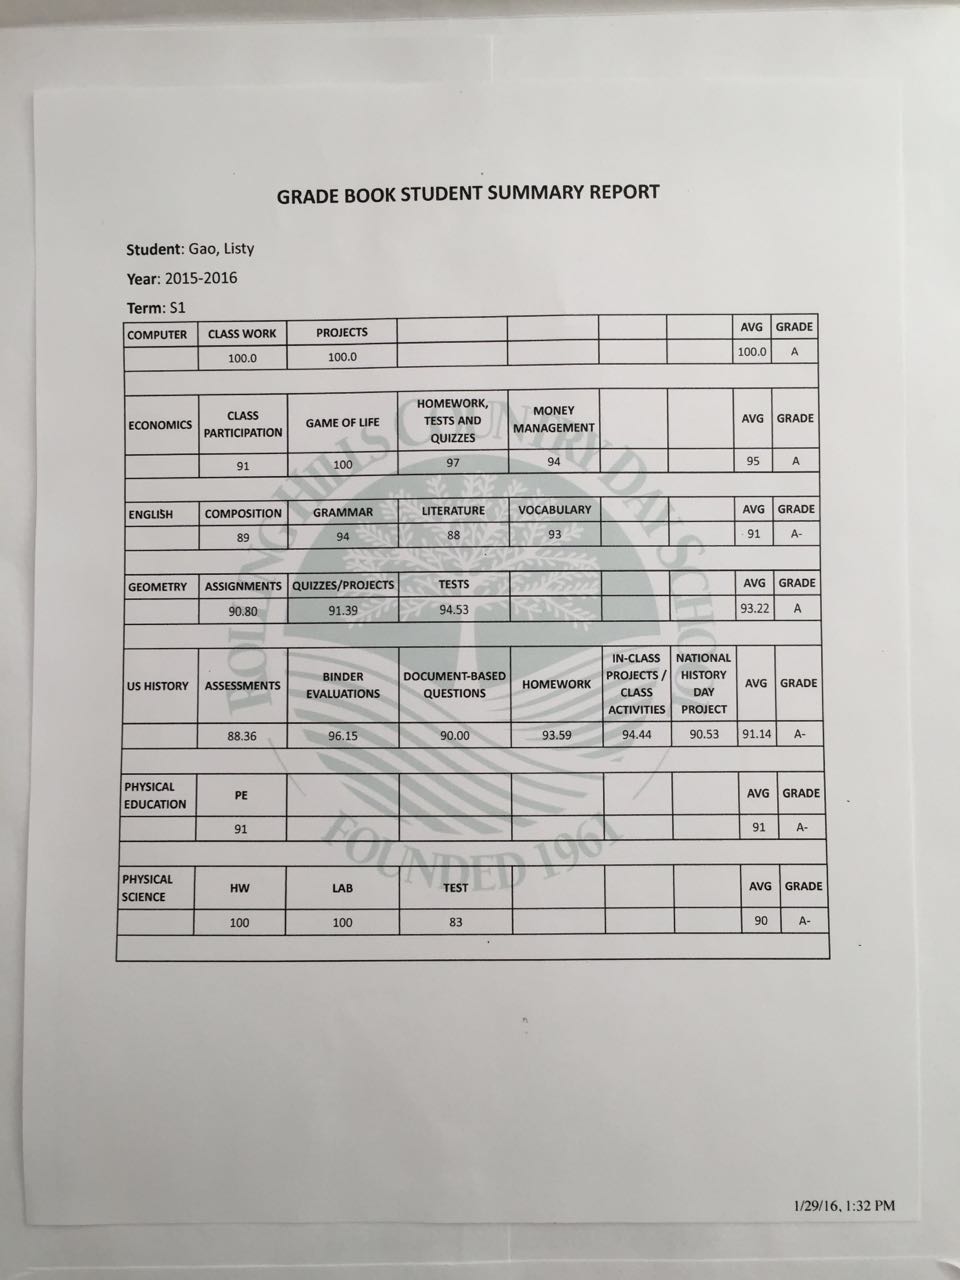 GRADE BOOK STUDENT SUMMARY REPORT
Student: Gao, Listy
Year: 2015-2016
Term: S1
COMPUTER CLASS WORK PROJECTS AVG GRADE
100.0 100.0 100.0 A
ECONOMICS CLASS PARTICIPATION GAME OF LIFE HOMEWORK, TESTS AND QUIZZES MONEY MANAGEMENT AVG GRADE
91 100 97 94 95 A
ENGLISH COMPOSITION GRAMMAR LITERATURE VOCABULARY AVG GRADE
89 94 88 93 91 A-
GEOMETRY ASSIGNMENTS QUIZZES/PROJECTS TESTS AVG GRADE
90.80 91.39 94.53 93.22 A
US HISTORY ASSESSMENTS BINDER EVALUATIONS DOCUMENT-BASED QUESTIONS HOMEWORK IN-CLASS PROJECTS / CLASS ACTIVITIES NATIONAL HISTORY DAY PROJECT AVG GRADE
88.36 96.15 90.00 93.59 94.44 90.53 91.14 A-
PHYSICAL EDUCATION PE AVG GRADE
91 91 A-
PHYSICAL SCIENCE HW LAB TEST AVG GRADE
100 100 83 90 A-
ROLLING HILLS COUNTRY DAY SCHOOL
FOUNDED 1961
1/29/16, 1:32 PM